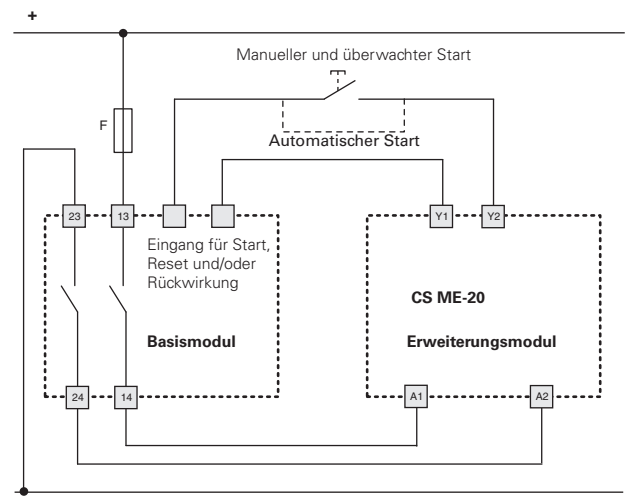 +
Manueller und überwachter Start
F
Automatischer Start
23
13
Y1
Y2
Eingang für Start,
Reset und/oder
Rückwirkung
CS ME-20
Basismodul
Erweiterungsmodul
24
14
A1
A2